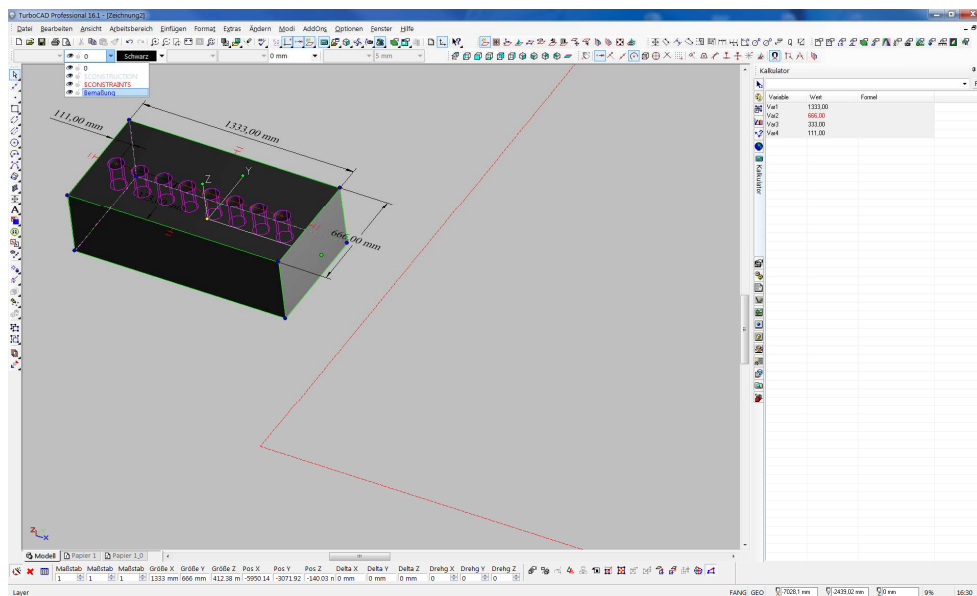 TurboCAD Professional 16.1 - [Zeichnung2]
Datei Bearbeiten Ansicht Arbeitsbereich Einfügen Format Extras Ändern Modi AddOns Optionen Fenster Hilfe
0 Schwarz 0 mm 5 mm
0
$CONSTRUCTION
$CONSTRAINTS
Bemaßung
Kalkulator
Variable Wert Formel
Var1 1333,00
Var2 666,00
Var3 333,00
Var4 111,00
Kalkulator
111,00 mm
1333,00 mm
666,00 mm
Z
Y
Z
X
Modell Papier 1 Papier 1_0
Maßstab Maßstab Maßstab Größe X Größe Y Größe Z Pos X Pos Y Pos Z Delta X Delta Y Delta Z Drehg X Drehg Y Drehg Z
1 1 1 1333 mm 666 mm 412.38 m -5950.14 -3071.92 -140.03 n 0 mm 0 mm 0 mm 0 0 0
Layer FANG GEO -7028,1 mm -2439,02 mm 0 mm 9% 16:30